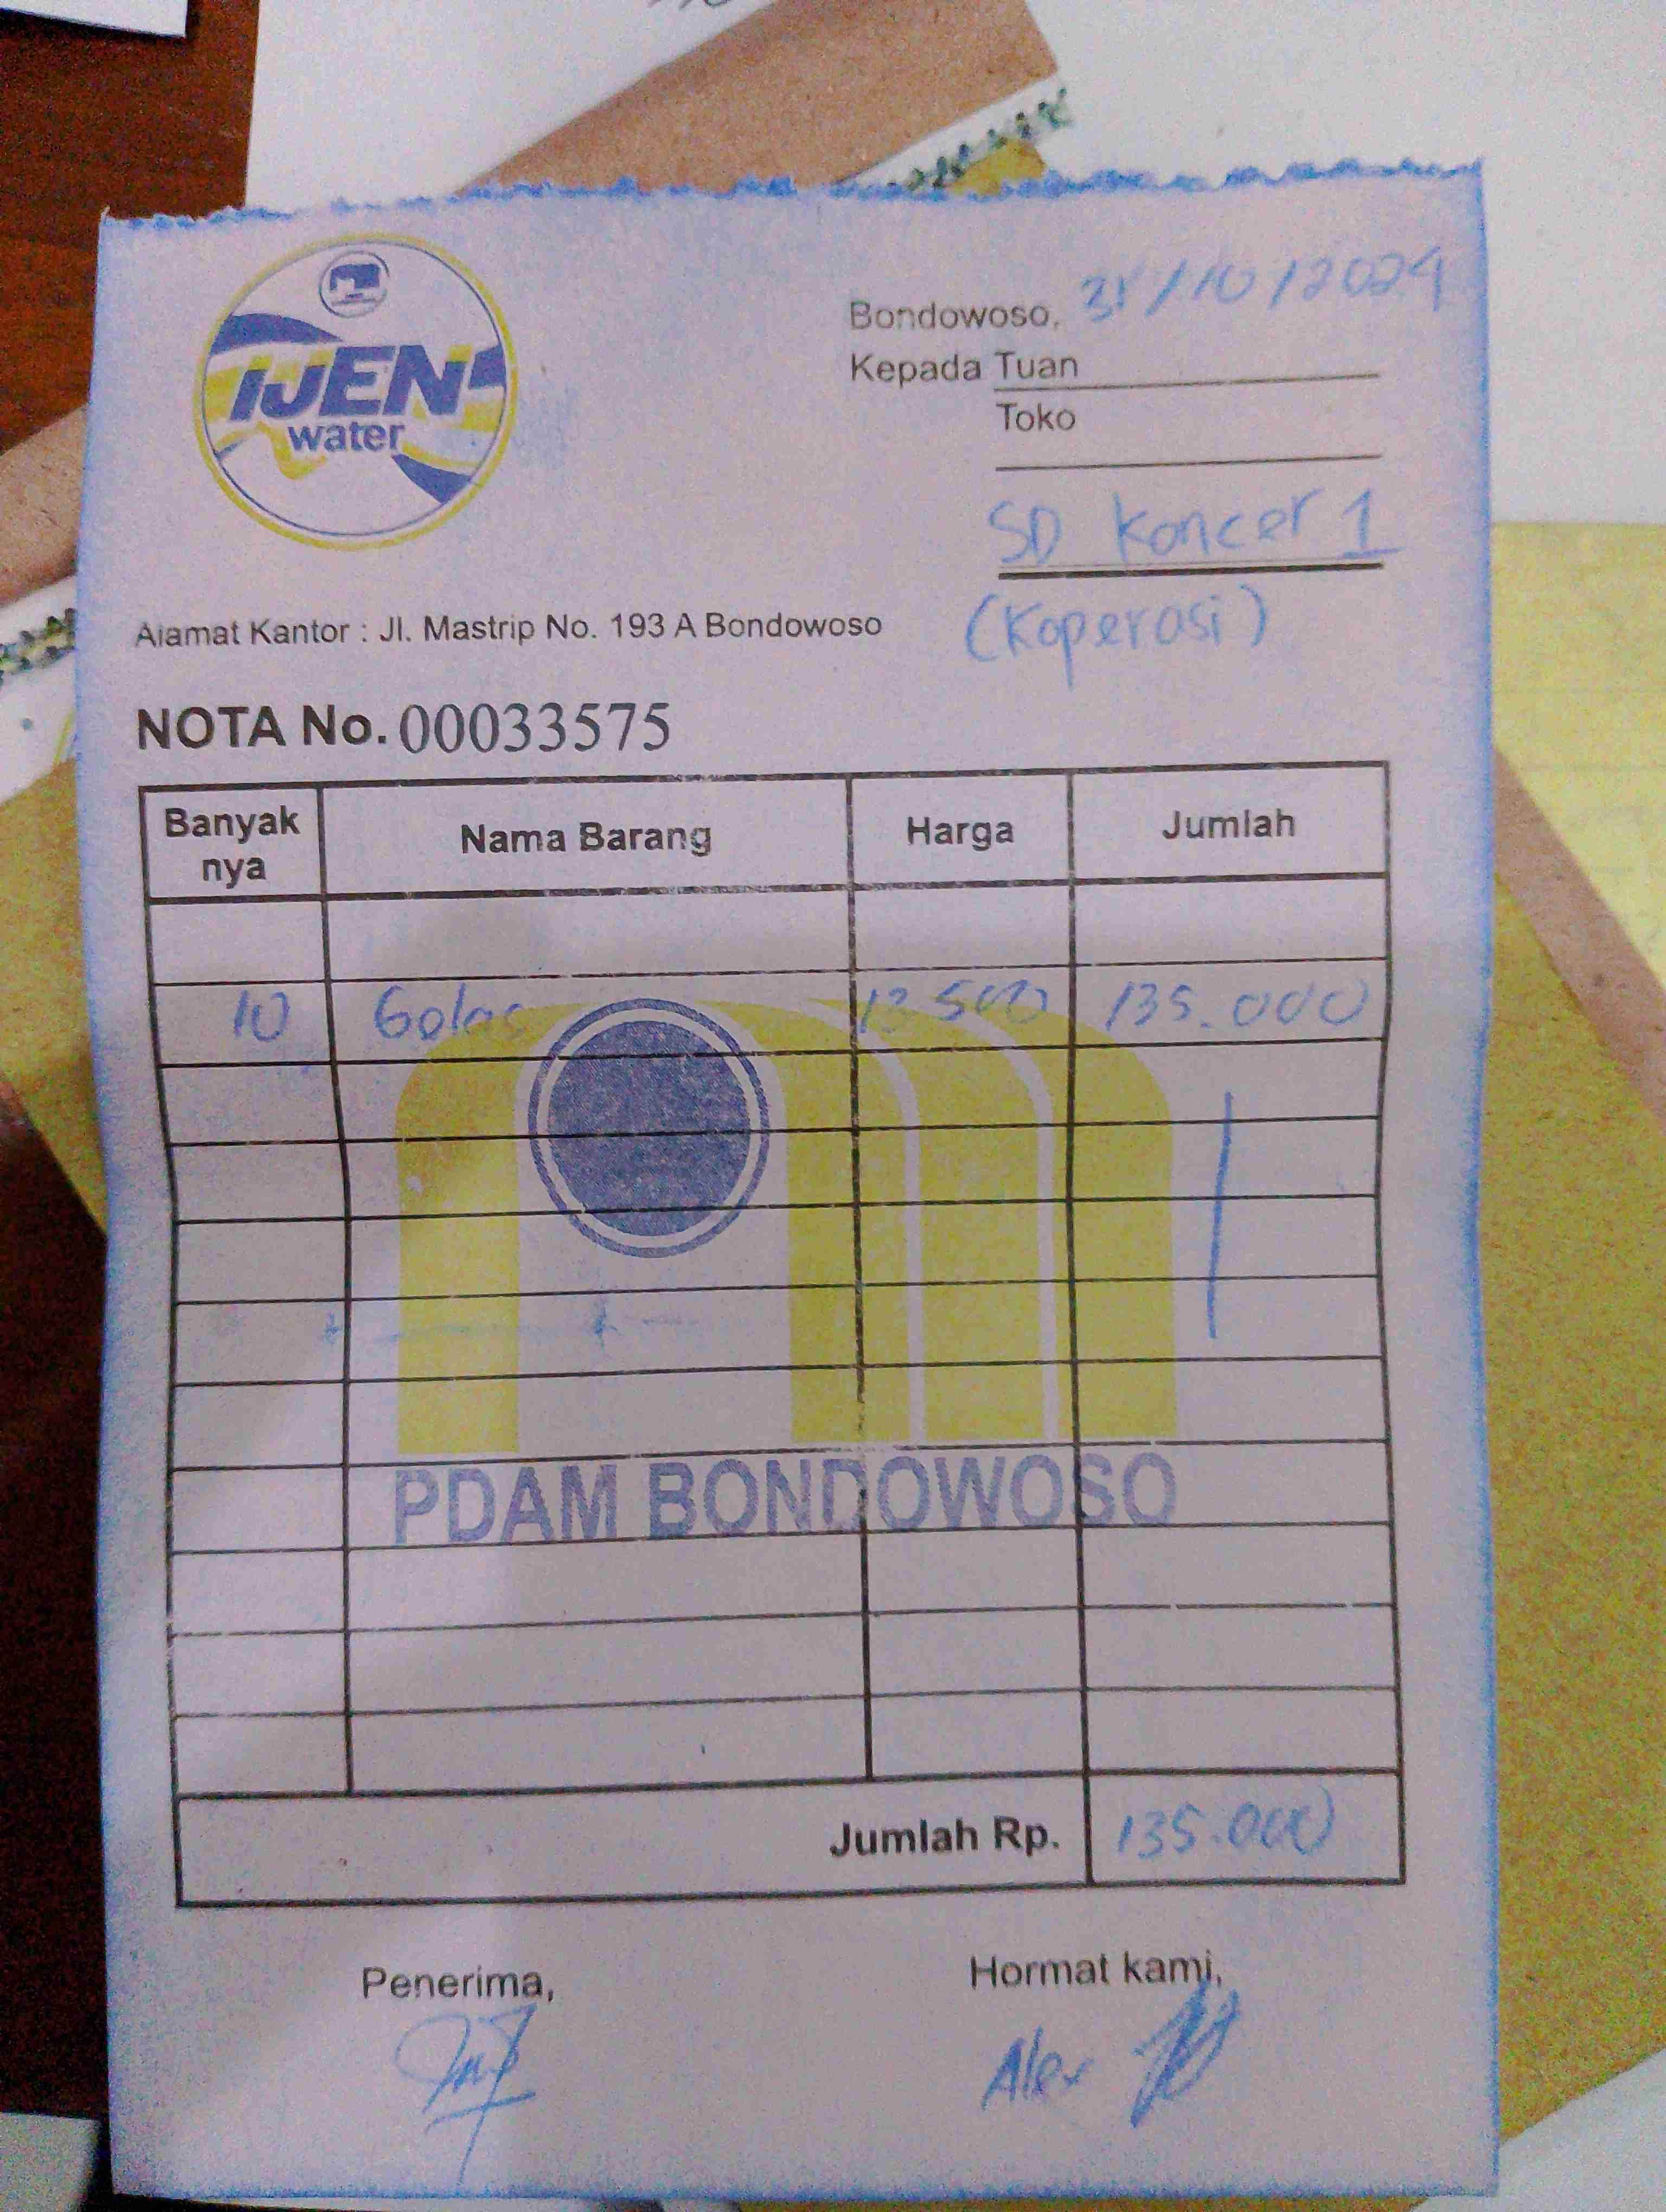 IJEN
water
Bondowoso, 31/10/2024
Kepada Tuan
Toko
SD Koncer 1
(Koperasi)
Alamat Kantor : Jl. Mastrip No. 193 A Bondowoso
NOTA No. 00033575
Banyak nya Nama Barang Harga Jumlah
10 Gelas 13.500 135.000
PDAM BONDOWOSO
Jumlah Rp. 135.000
Penerima, Hormat kami,
Alex